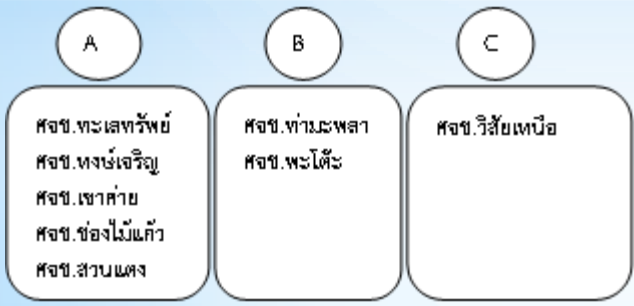 A
ศจช.ทะเลทรัพย์
ศจช.หงษ์เจริญ
ศจช.เขาค่าย
ศจช.ช่องไม้แก้ว
ศจช.สวนแตง
B
ศจช.ท่ามะพลา
ศจช.พะโต๊ะ
C
ศจช.วิสัยเหนือ